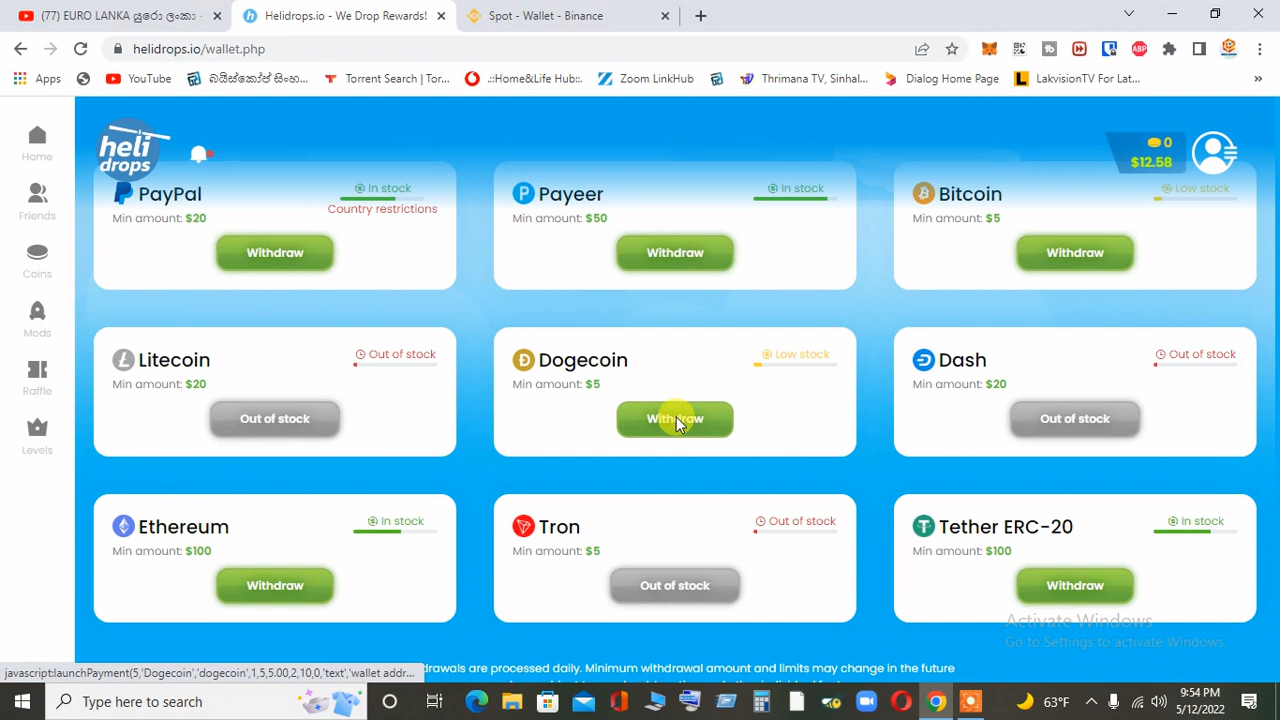 (77) EURO LANKA යුරෝ ලංකා -
Helidrops.io - We Drop Rewards!
Spot - Wallet - Binance
helidrops.io/wallet.php
Apps
YouTube
බයිස්කෝප් සිංහ...
Torrent Search | Tor...
.::Home&Life Hub::.
Zoom LinkHub
Thrimana TV, Sinhal...
Dialog Home Page
LakvisionTV For Lat...
»
heli
drops
0
$12.58
Home
Friends
Coins
Mods
Raffle
Levels
PayPal
In stock
Country restrictions
Min amount: $20
Withdraw
Payeer
In stock
Min amount: $50
Withdraw
Bitcoin
Low stock
Min amount: $5
Withdraw
Litecoin
Out of stock
Min amount: $20
Out of stock
Dogecoin
Low stock
Min amount: $5
Withdraw
Dash
Out of stock
Min amount: $20
Out of stock
Ethereum
In stock
Min amount: $100
Withdraw
Tron
Out of stock
Min amount: $5
Out of stock
Tether ERC-20
In stock
Min amount: $100
Withdraw
Activate Windows
Go to Settings to activate Windows.
javascript:launchPayment(5,'Dogecoin','dogecoin',1,5,5.00,2,10,0,'text','wallet addr...
drawals are processed daily. Minimum withdrawal amount and limits may change in the future
Type here to search
63°F
9:54 PM
5/12/2022